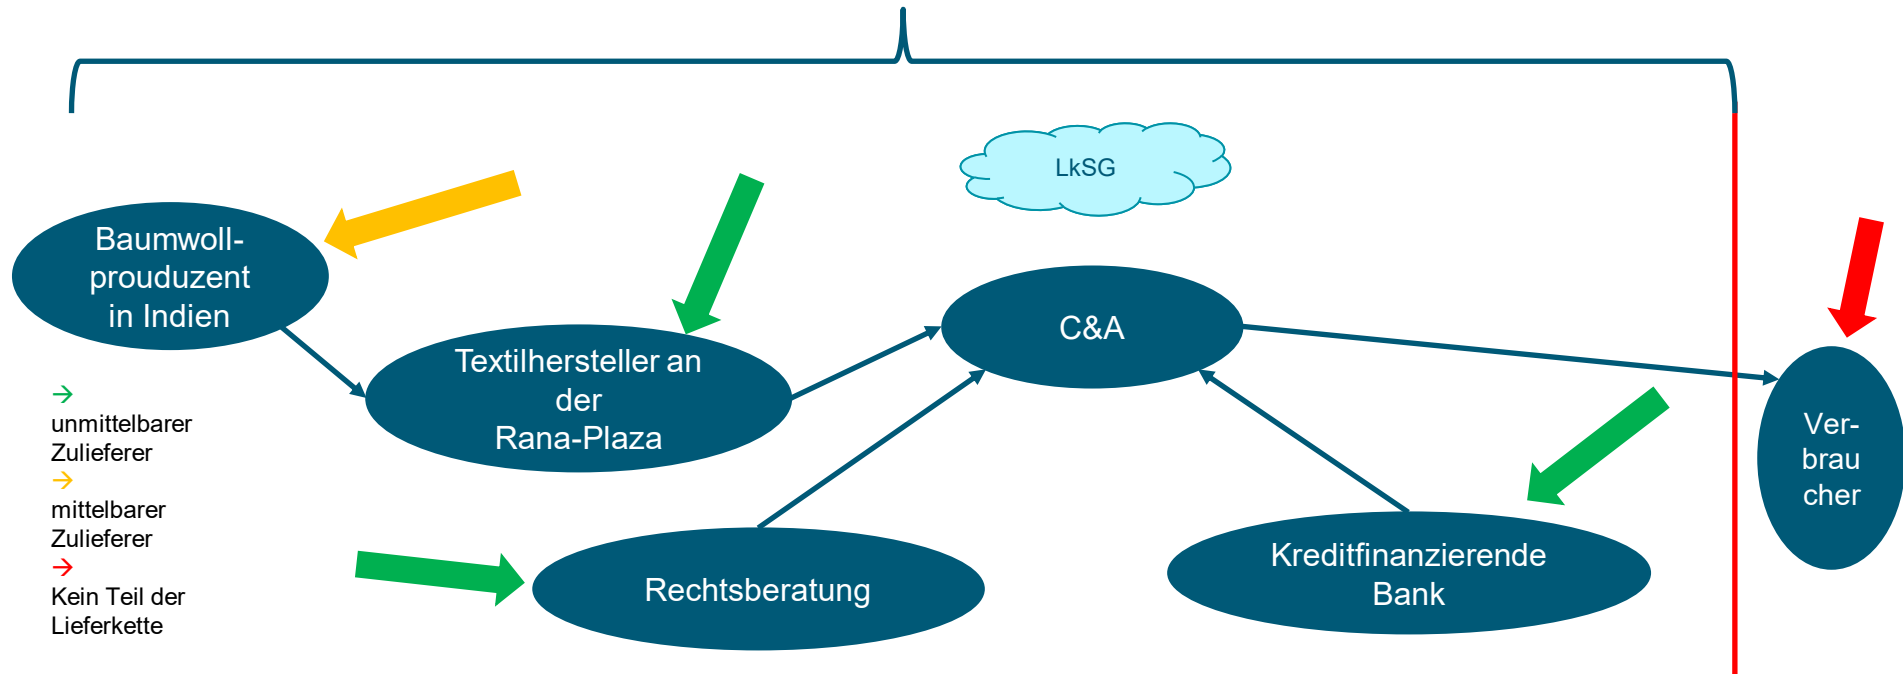 LkSG
Baumwoll-
prouduzent
in Indien
Textilhersteller an
der
Rana-Plaza
C&A
Ver-
brau
cher
→
unmittelbarer
Zulieferer
→
mittelbarer
Zulieferer
→
Kein Teil der
Lieferkette
Rechtsberatung
Kreditfinanzierende
Bank